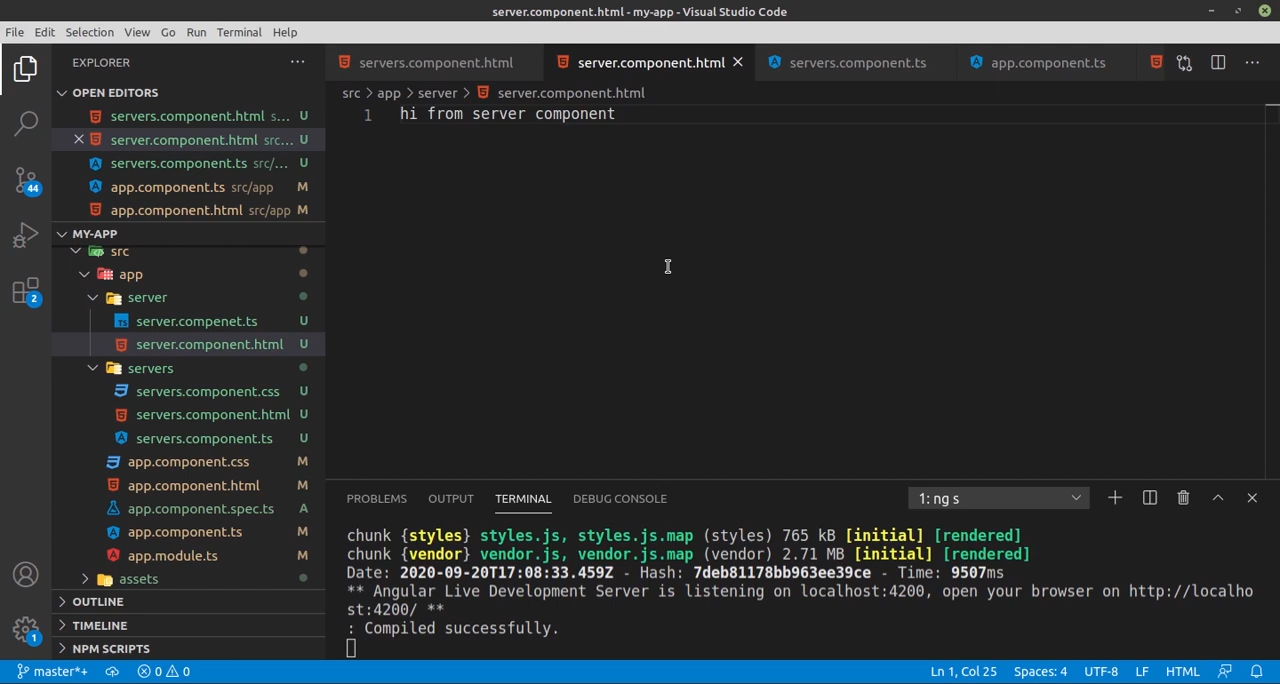 server.component.html - my-app - Visual Studio Code
File Edit Selection View Go Run Terminal Help
EXPLORER
servers.component.html
server.component.html
servers.component.ts
app.component.ts
OPEN EDITORS
src > app > server > server.component.html
servers.component.html s... U
server.component.html src... U
servers.component.ts src/... U
app.component.ts src/app M
app.component.html src/app M
1 hi from server component
MY-APP
src
app
server
server.compenet.ts U
server.component.html U
servers
servers.component.css U
servers.component.html U
servers.component.ts U
app.component.css M
app.component.html M
app.component.spec.ts A
app.component.ts M
app.module.ts M
assets
OUTLINE
TIMELINE
NPM SCRIPTS
44
2
1
PROBLEMS OUTPUT TERMINAL DEBUG CONSOLE 1: ng s
chunk {styles} styles.js, styles.js.map (styles) 765 kB [initial] [rendered]
chunk {vendor} vendor.js, vendor.js.map (vendor) 2.71 MB [initial] [rendered]
Date: 2020-09-20T17:08:33.459Z - Hash: 7deb81178bb963ee39ce - Time: 9507ms
** Angular Live Development Server is listening on localhost:4200, open your browser on http://localho
st:4200/ **
: Compiled successfully.
master*+ 0 0 Ln 1, Col 25 Spaces: 4 UTF-8 LF HTML